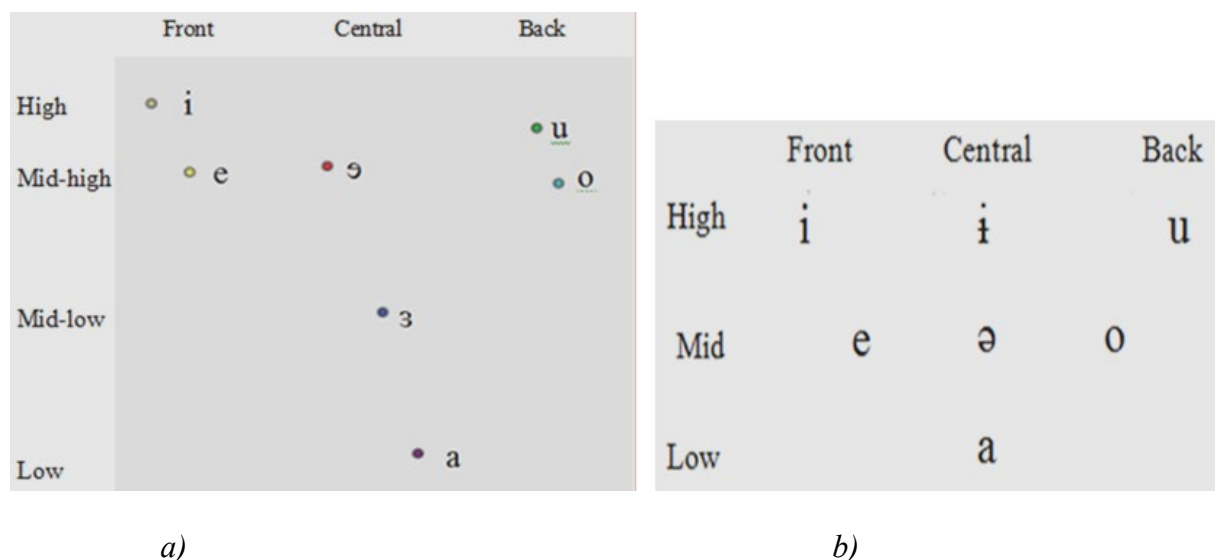 Front Central Back
High i
u
Mid-high e ɘ o
Mid-low ɜ
Low a
Front Central Back
High i ɨ u
Mid e ə o
Low a
a) b)